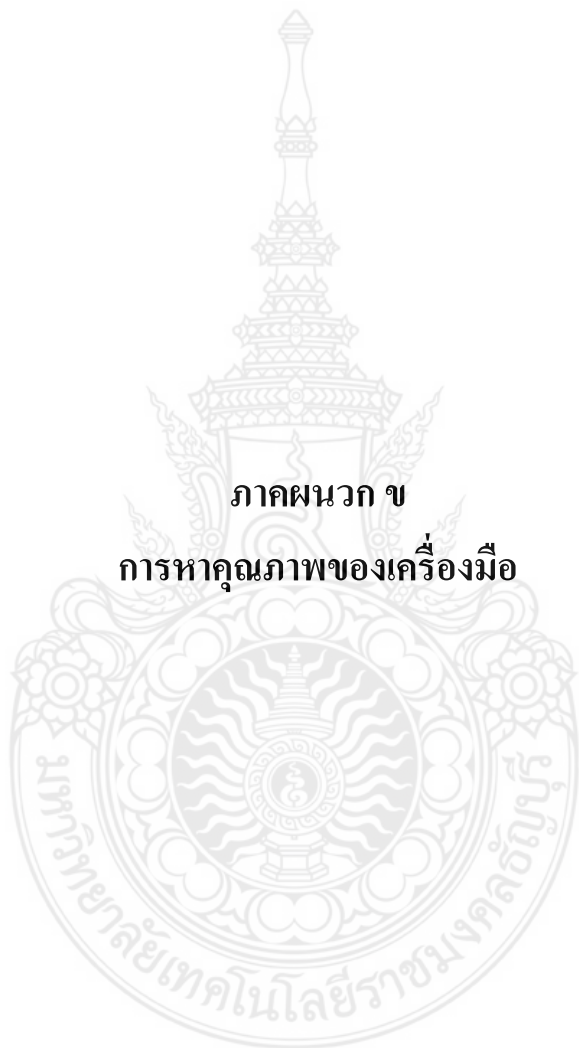 ภาคผนวก ข
การหาคุณภาพของเครื่องมือ
มหาวิทยาลัยเทคโนโลยีราชมงคลธัญบุรี